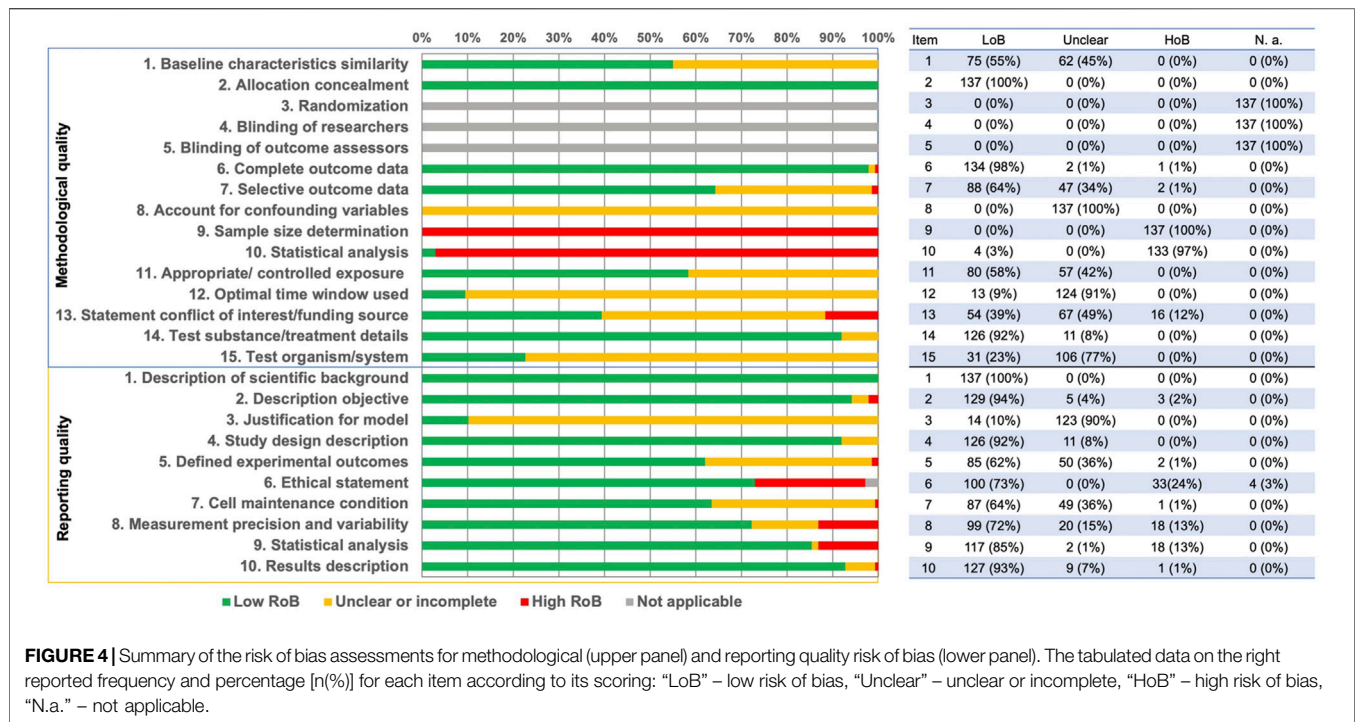 0% 10% 20% 30% 40% 50% 60% 70% 80% 90% 100%
Methodological quality
1. Baseline characteristics similarity
2. Allocation concealment
3. Randomization
4. Blinding of researchers
5. Blinding of outcome assessors
6. Complete outcome data
7. Selective outcome data
8. Account for confounding variables
9. Sample size determination
10. Statistical analysis
11. Appropriate/ controlled exposure
12. Optimal time window used
13. Statement conflict of interest/funding source
14. Test substance/treatment details
15. Test organism/system
Reporting quality
1. Description of scientific background
2. Description objective
3. Justification for model
4. Study design description
5. Defined experimental outcomes
6. Ethical statement
7. Cell maintenance condition
8. Measurement precision and variability
9. Statistical analysis
10. Results description
Low RoB Unclear or incomplete High RoB Not applicable
Item LoB Unclear HoB N. a.
1 75 (55%) 62 (45%) 0 (0%) 0 (0%)
2 137 (100%) 0 (0%) 0 (0%) 0 (0%)
3 0 (0%) 0 (0%) 0 (0%) 137 (100%)
4 0 (0%) 0 (0%) 0 (0%) 137 (100%)
5 0 (0%) 0 (0%) 0 (0%) 137 (100%)
6 134 (98%) 2 (1%) 1 (1%) 0 (0%)
7 88 (64%) 47 (34%) 2 (1%) 0 (0%)
8 0 (0%) 137 (100%) 0 (0%) 0 (0%)
9 0 (0%) 0 (0%) 137 (100%) 0 (0%)
10 4 (3%) 0 (0%) 133 (97%) 0 (0%)
11 80 (58%) 57 (42%) 0 (0%) 0 (0%)
12 13 (9%) 124 (91%) 0 (0%) 0 (0%)
13 54 (39%) 67 (49%) 16 (12%) 0 (0%)
14 126 (92%) 11 (8%) 0 (0%) 0 (0%)
15 31 (23%) 106 (77%) 0 (0%) 0 (0%)
1 137 (100%) 0 (0%) 0 (0%) 0 (0%)
2 129 (94%) 5 (4%) 3 (2%) 0 (0%)
3 14 (10%) 123 (90%) 0 (0%) 0 (0%)
4 126 (92%) 11 (8%) 0 (0%) 0 (0%)
5 85 (62%) 50 (36%) 2 (1%) 0 (0%)
6 100 (73%) 0 (0%) 33(24%) 4 (3%)
7 87 (64%) 49 (36%) 1 (1%) 0 (0%)
8 99 (72%) 20 (15%) 18 (13%) 0 (0%)
9 117 (85%) 2 (1%) 18 (13%) 0 (0%)
10 127 (93%) 9 (7%) 1 (1%) 0 (0%)
FIGURE 4 | Summary of the risk of bias assessments for methodological (upper panel) and reporting quality risk of bias (lower panel). The tabulated data on the right
reported frequency and percentage [n(%)] for each item according to its scoring: “LoB” – low risk of bias, “Unclear” – unclear or incomplete, “HoB” – high risk of bias,
“N.a.” – not applicable.